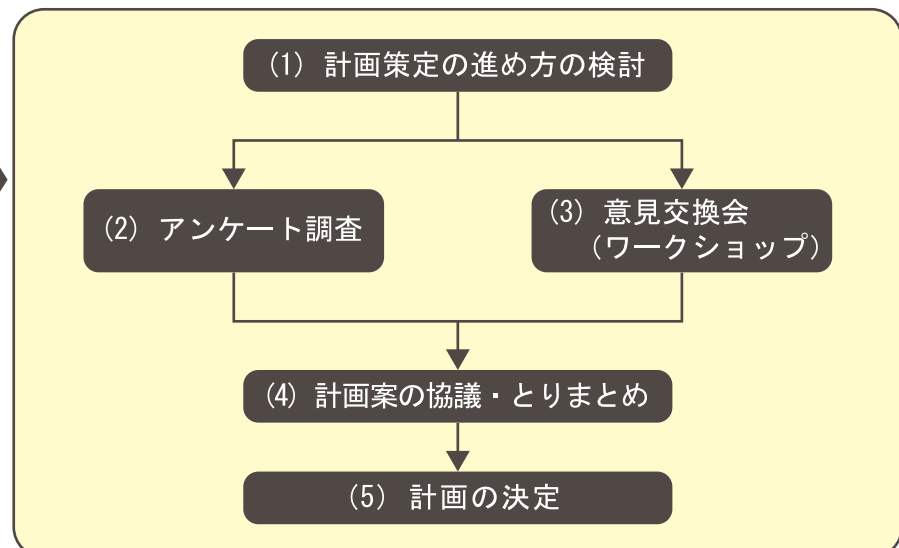 (1) 計画策定の進め方の検討
(2) アンケート調査
(3) 意見交換会
(ワークショップ)
(4) 計画案の協議・とりまとめ
(5) 計画の決定